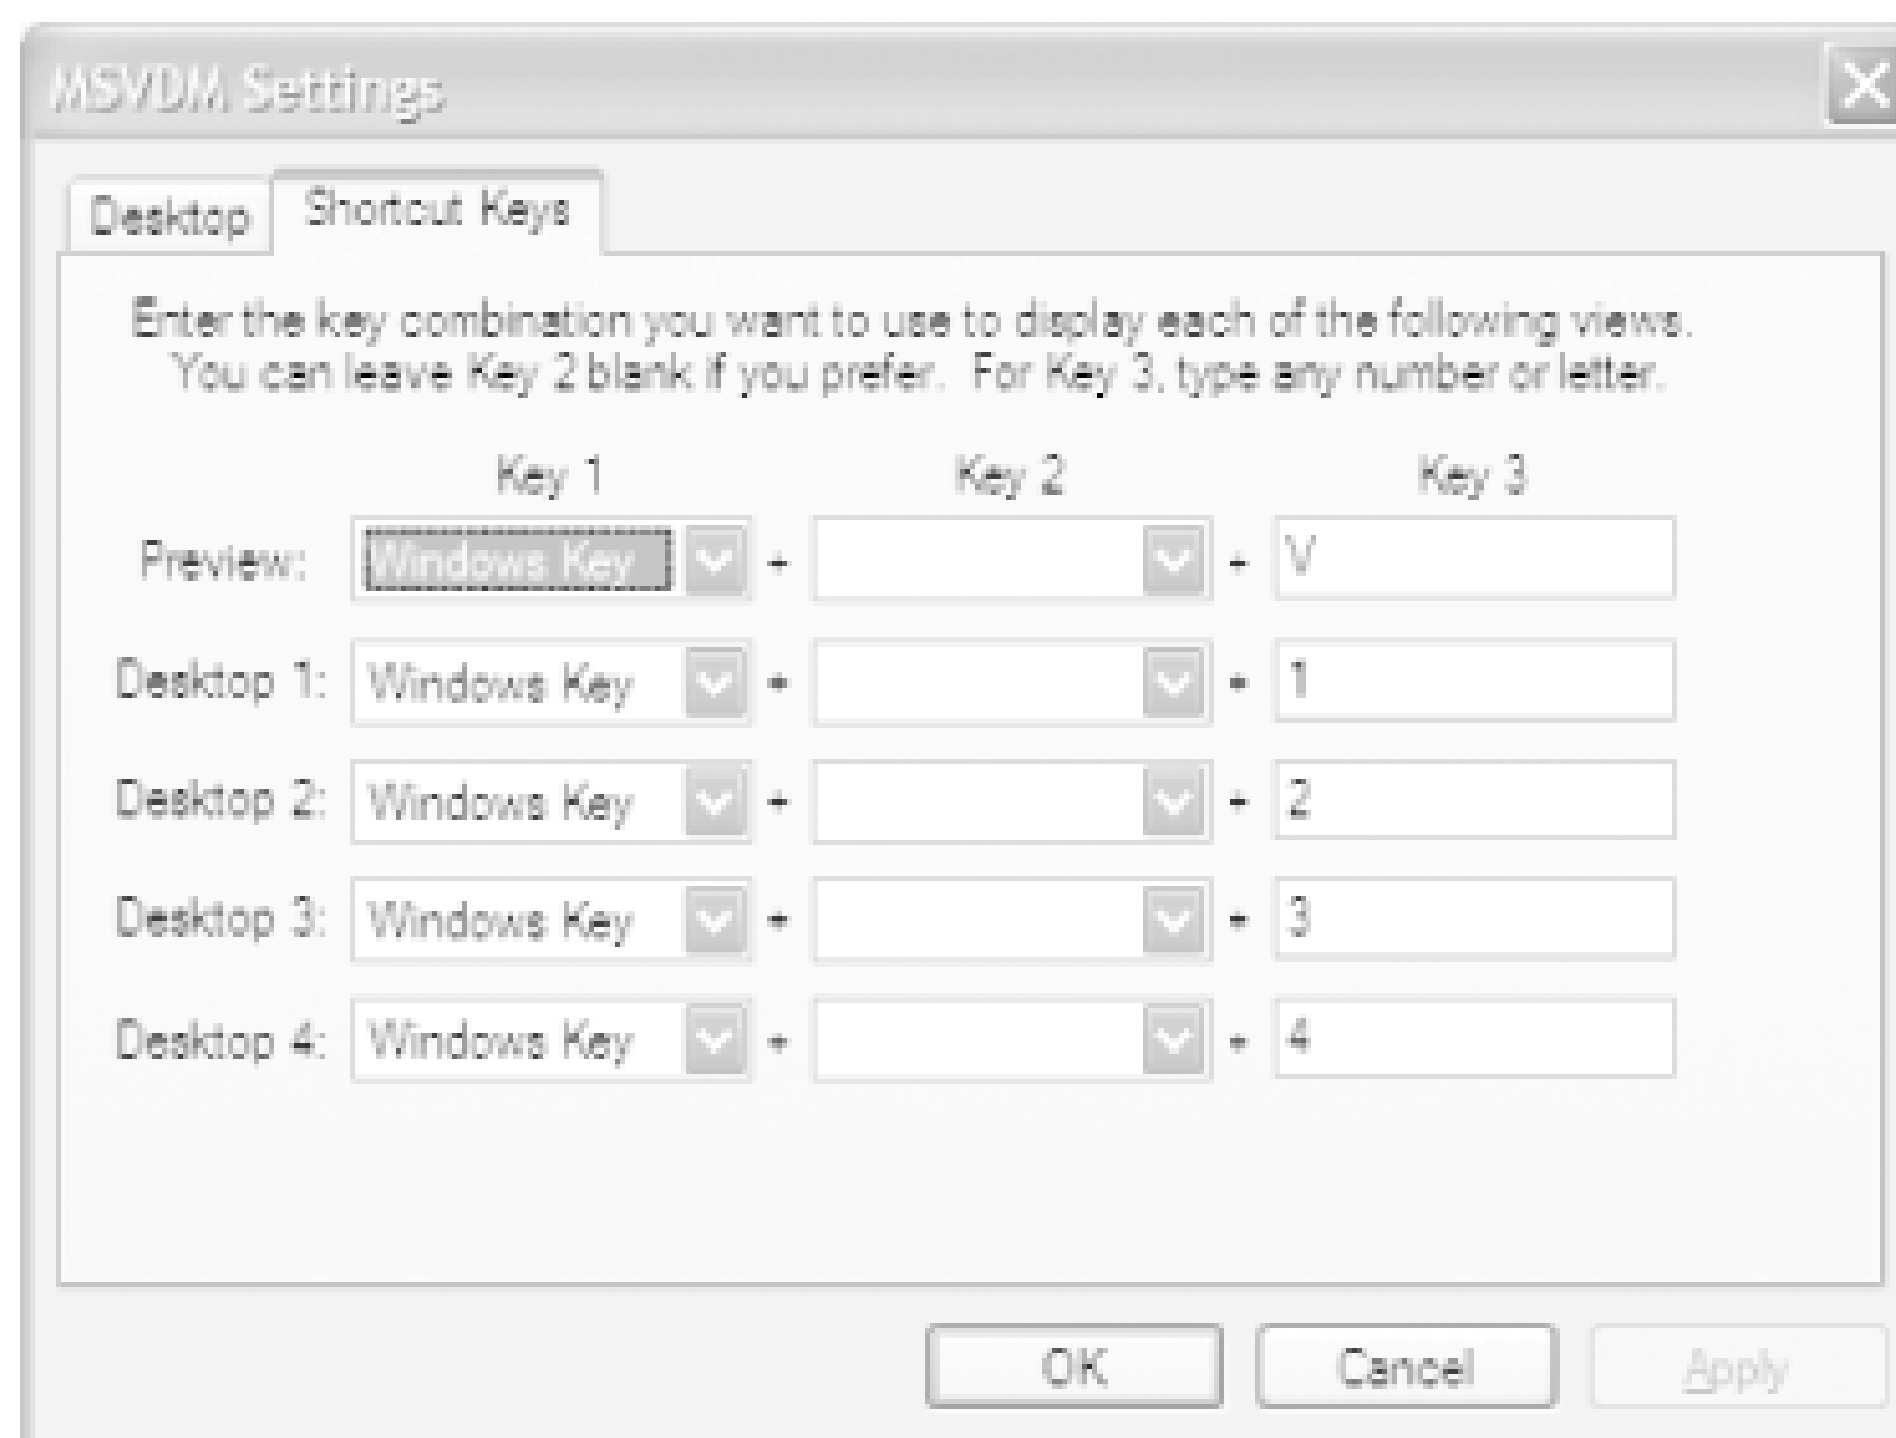 MSVDM Settings
Desktop Shortcut Keys
Enter the key combination you want to use to display each of the following views.
You can leave Key 2 blank if you prefer. For Key 3, type any number or letter.
Key 1 Key 2 Key 3
Preview: Windows Key + + V
Desktop 1: Windows Key + + 1
Desktop 2: Windows Key + + 2
Desktop 3: Windows Key + + 3
Desktop 4: Windows Key + + 4
OK Cancel Apply